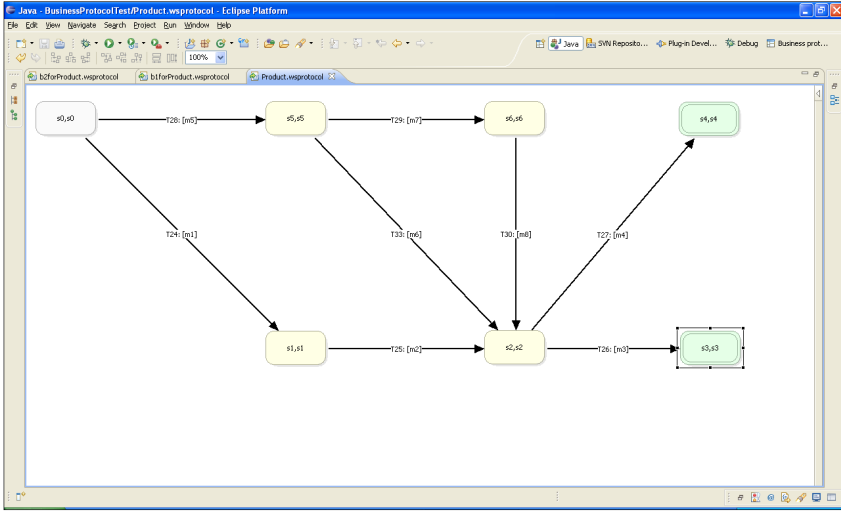 Java - BusinessProtocolTest/Product.wsprotocol - Eclipse Platform
File Edit View Navigate Search Project Run Window Help
Java SVN Reposito... Plug-in Devel... Debug Business prot...
100%
b2forProduct.wsprotocol b1forProduct.wsprotocol Product.wsprotocol
s0,s0 T28: [m5] s5,s5 T29: [m7] s6,s6 s4,s4
T24: [m1] T33: [m6] T30: [m8] T27: [m4]
s1,s1 T25: [m2] s2,s2 T26: [m3] s3,s3